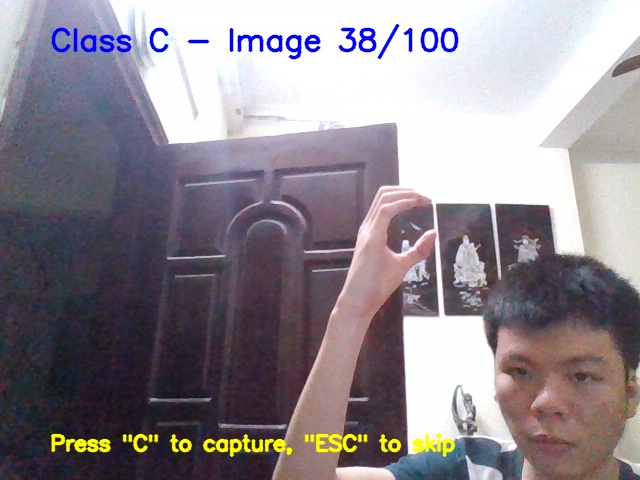 Class C - Image 38/100
Press "C" to capture, "ESC" to skip